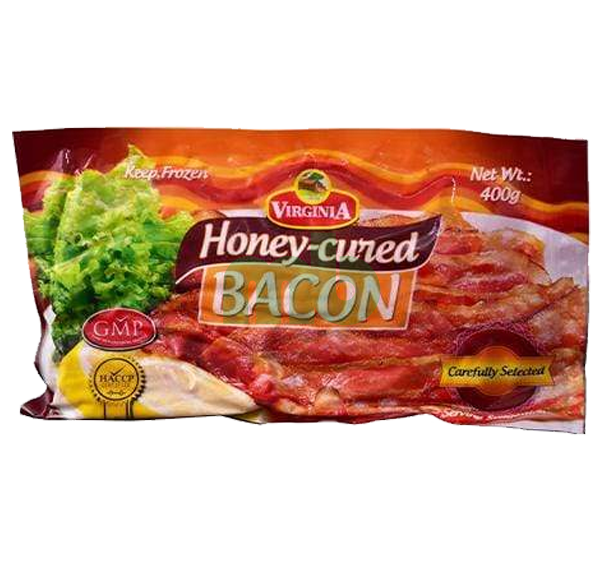 Keep Frozen
Net Wt.:
400g
VIRGINIA
Honey-cured
BACON
GMP
HACCP
Carefully Selected